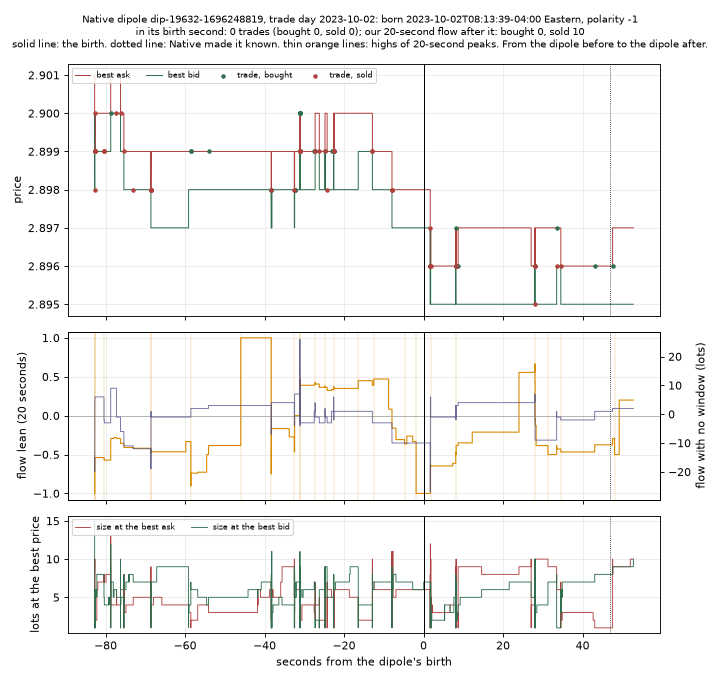 Native dipole dip-19632-1696248819, trade day 2023-10-02: born 2023-10-02T08:13:39-04:00 Eastern, polarity -1
in its birth second: 0 trades (bought 0, sold 0); our 20-second flow after it: bought 0, sold 10
solid line: the birth. dotted line: Native made it known. thin orange lines: highs of 20-second peaks. From the dipole before to the dipole after.
best ask best bid trade, bought trade, sold
2.901
2.900
2.899
2.898
2.897
2.896
2.895
price
1.0
0.5
0.0
−0.5
−1.0
flow lean (20 seconds)
20
10
0
−10
−20
flow with no window (lots)
size at the best ask size at the best bid
15
10
5
lots at the best price
−80 −60 −40 −20 0 20 40
seconds from the dipole's birth